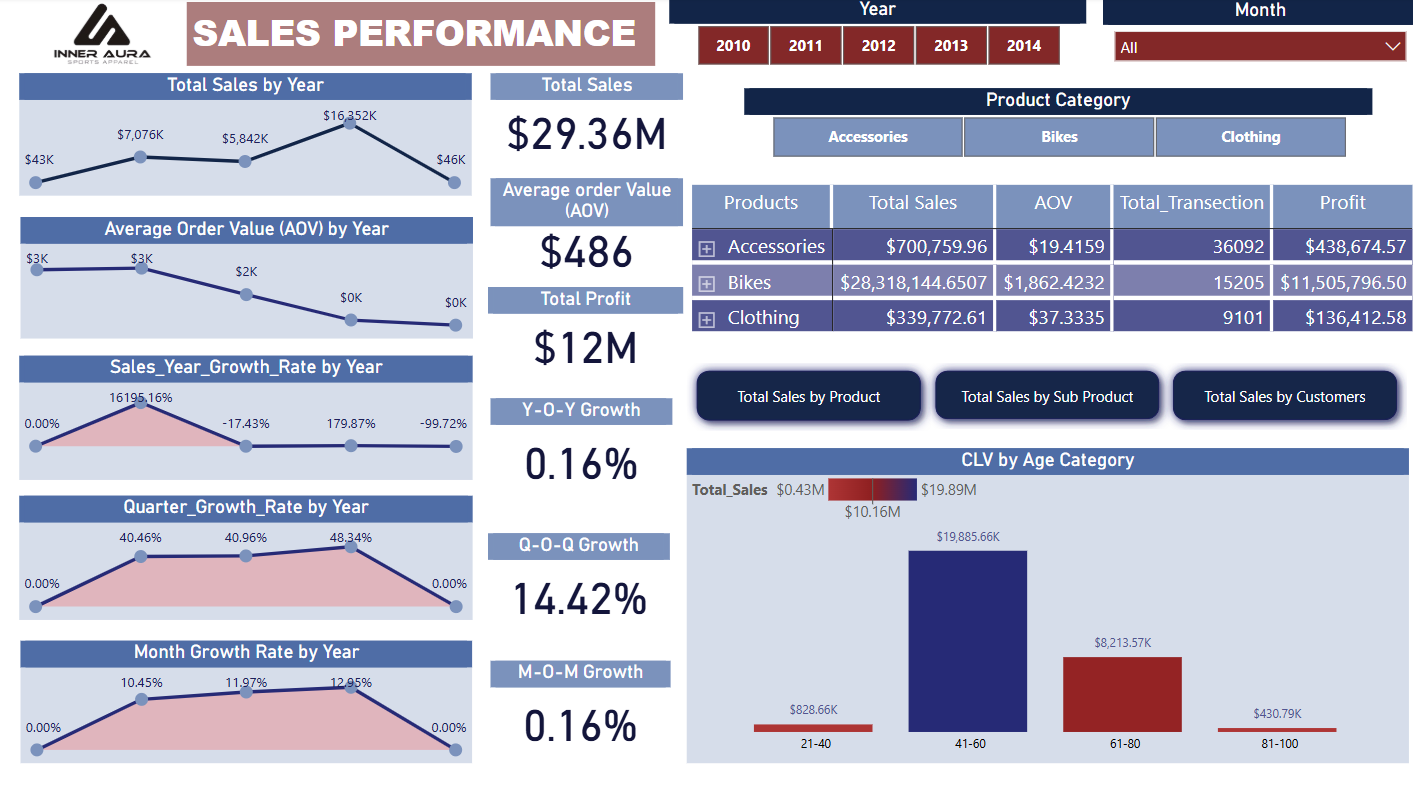 INNER AURA
SPORTS APPAREL
SALES PERFORMANCE
Year
2010 2011 2012 2013 2014
Month
All
Product Category
Accessories Bikes Clothing
Total Sales by Year
$43K $7,076K $5,842K $16,352K $46K
Average Order Value (AOV) by Year
$3K $3K $2K $0K $0K
Sales_Year_Growth_Rate by Year
0.00% 16195.16% -17.43% 179.87% -99.72%
Quarter_Growth_Rate by Year
0.00% 40.46% 40.96% 48.34% 0.00%
Month Growth Rate by Year
0.00% 10.45% 11.97% 12.95% 0.00%
Total Sales
$29.36M
Average order Value
(AOV)
$486
Total Profit
$12M
Y-O-Y Growth
0.16%
Q-O-Q Growth
14.42%
M-O-M Growth
0.16%
Products Total Sales AOV Total_Transection Profit
Accessories $700,759.96 $19.4159 36092 $438,674.57
Bikes $28,318,144.6507 $1,862.4232 15205 $11,505,796.50
Clothing $339,772.61 $37.3335 9101 $136,412.58
Total Sales by Product
Total Sales by Sub Product
Total Sales by Customers
CLV by Age Category
Total_Sales $0.43M $19.89M
$10.16M
$828.66K $19,885.66K $8,213.57K $430.79K
21-40 41-60 61-80 81-100